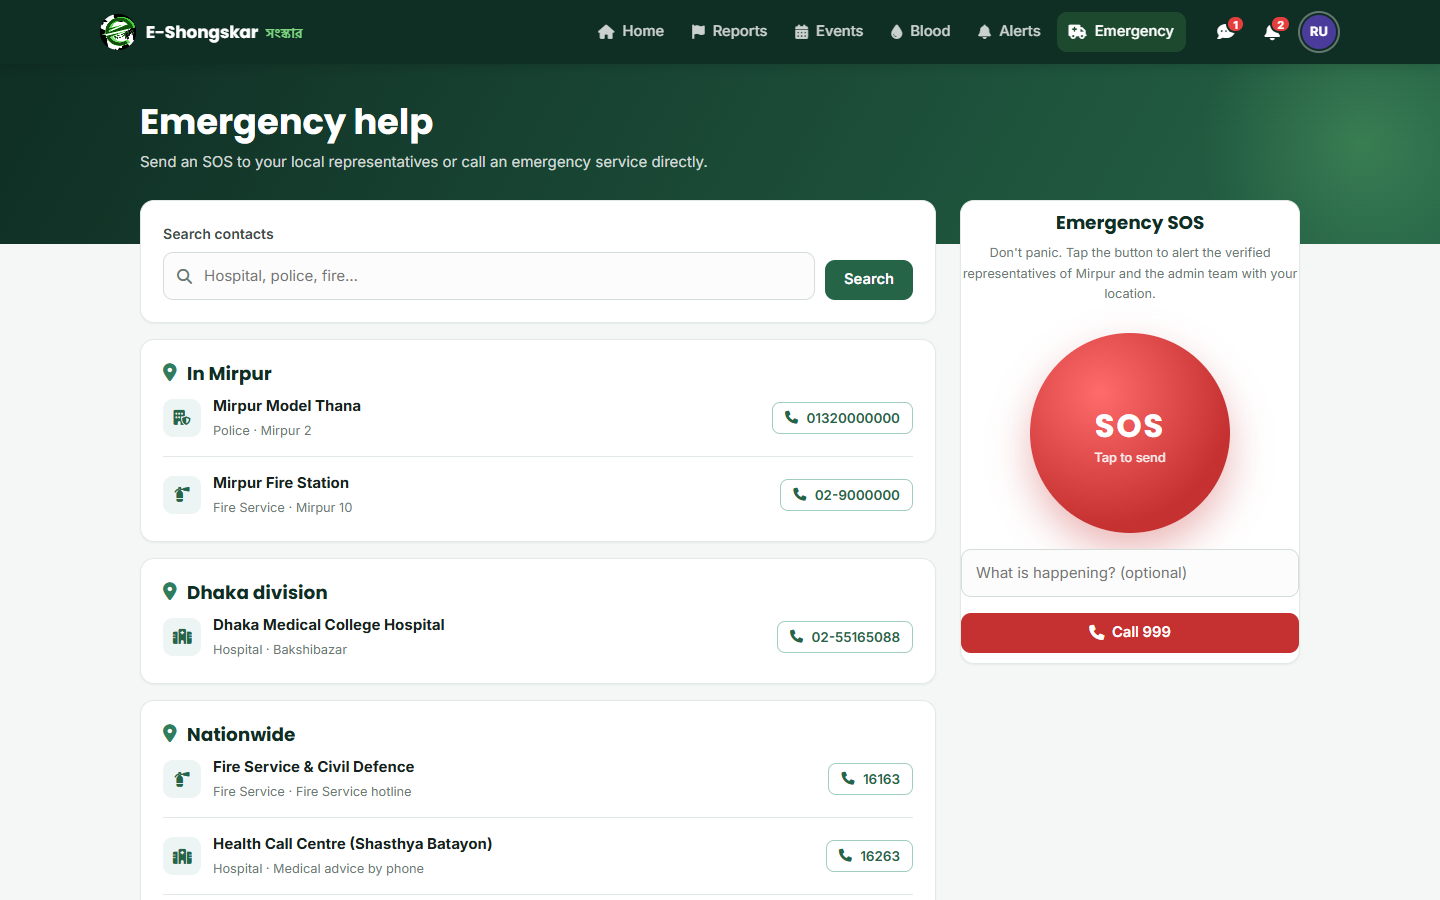 E-Shongskar সংস্কার
Home
Reports
Events
Blood
Alerts
Emergency
1
2
RU
Emergency help
Send an SOS to your local representatives or call an emergency service directly.
Search contacts
Hospital, police, fire...
Search
In Mirpur
Mirpur Model Thana
Police · Mirpur 2
01320000000
Mirpur Fire Station
Fire Service · Mirpur 10
02-9000000
Dhaka division
Dhaka Medical College Hospital
Hospital · Bakshibazar
02-55165088
Nationwide
Fire Service & Civil Defence
Fire Service · Fire Service hotline
16163
Health Call Centre (Shasthya Batayon)
Hospital · Medical advice by phone
16263
Emergency SOS
Don't panic. Tap the button to alert the verified
representatives of Mirpur and the admin team with your
location.
SOS
Tap to send
What is happening? (optional)
Call 999